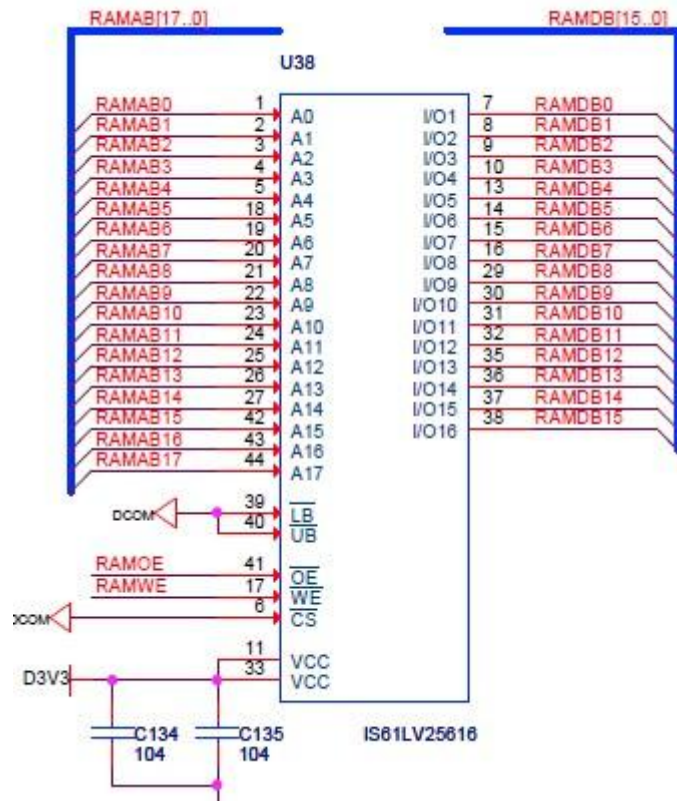 RAMAB[17..0] RAMDB[15..0]
U38
RAMAB0 1 A0 I/O1 7 RAMDB0
RAMAB1 2 A1 I/O2 8 RAMDB1
RAMAB2 3 A2 I/O3 9 RAMDB2
RAMAB3 4 A3 I/O4 10 RAMDB3
RAMAB4 5 A4 I/O5 13 RAMDB4
RAMAB5 18 A5 I/O6 14 RAMDB5
RAMAB6 19 A6 I/O7 15 RAMDB6
RAMAB7 20 A7 I/O8 16 RAMDB7
RAMAB8 21 A8 I/O9 29 RAMDB8
RAMAB9 22 A9 I/O10 30 RAMDB9
RAMAB10 23 A10 I/O11 31 RAMDB10
RAMAB11 24 A11 I/O12 32 RAMDB11
RAMAB12 25 A12 I/O13 35 RAMDB12
RAMAB13 26 A13 I/O14 36 RAMDB13
RAMAB14 27 A14 I/O15 37 RAMDB14
RAMAB15 42 A15 I/O16 38 RAMDB15
RAMAB16 43 A16
RAMAB17 44 A17
DCOM 39 LB
40 UB
RAMOE 41 OE
RAMWE 17 WE
DCOM 6 CS
11 VCC
D3V3 33 VCC
C134 C135 IS61LV25616
104 104